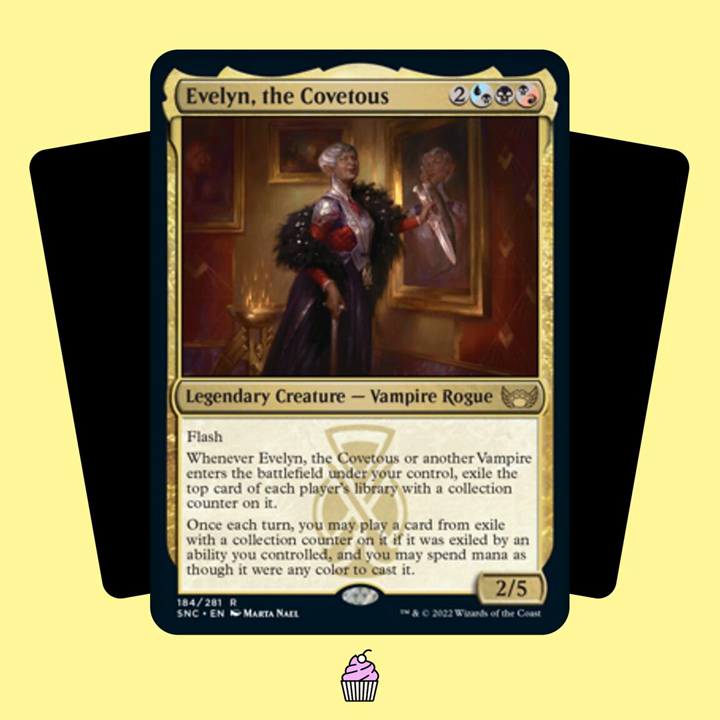 Evelyn, the Covetous 2
Legendary Creature — Vampire Rogue
Flash
Whenever Evelyn, the Covetous or another Vampire
enters the battlefield under your control, exile the
top card of each player's library with a collection
counter on it.
Once each turn, you may play a card from exile
with a collection counter on it if it was exiled by an
ability you controlled, and you may spend mana as
though it were any color to cast it.
2/5
184/281 R
SNC • EN Marta Nael
™ & © 2022 Wizards of the Coast